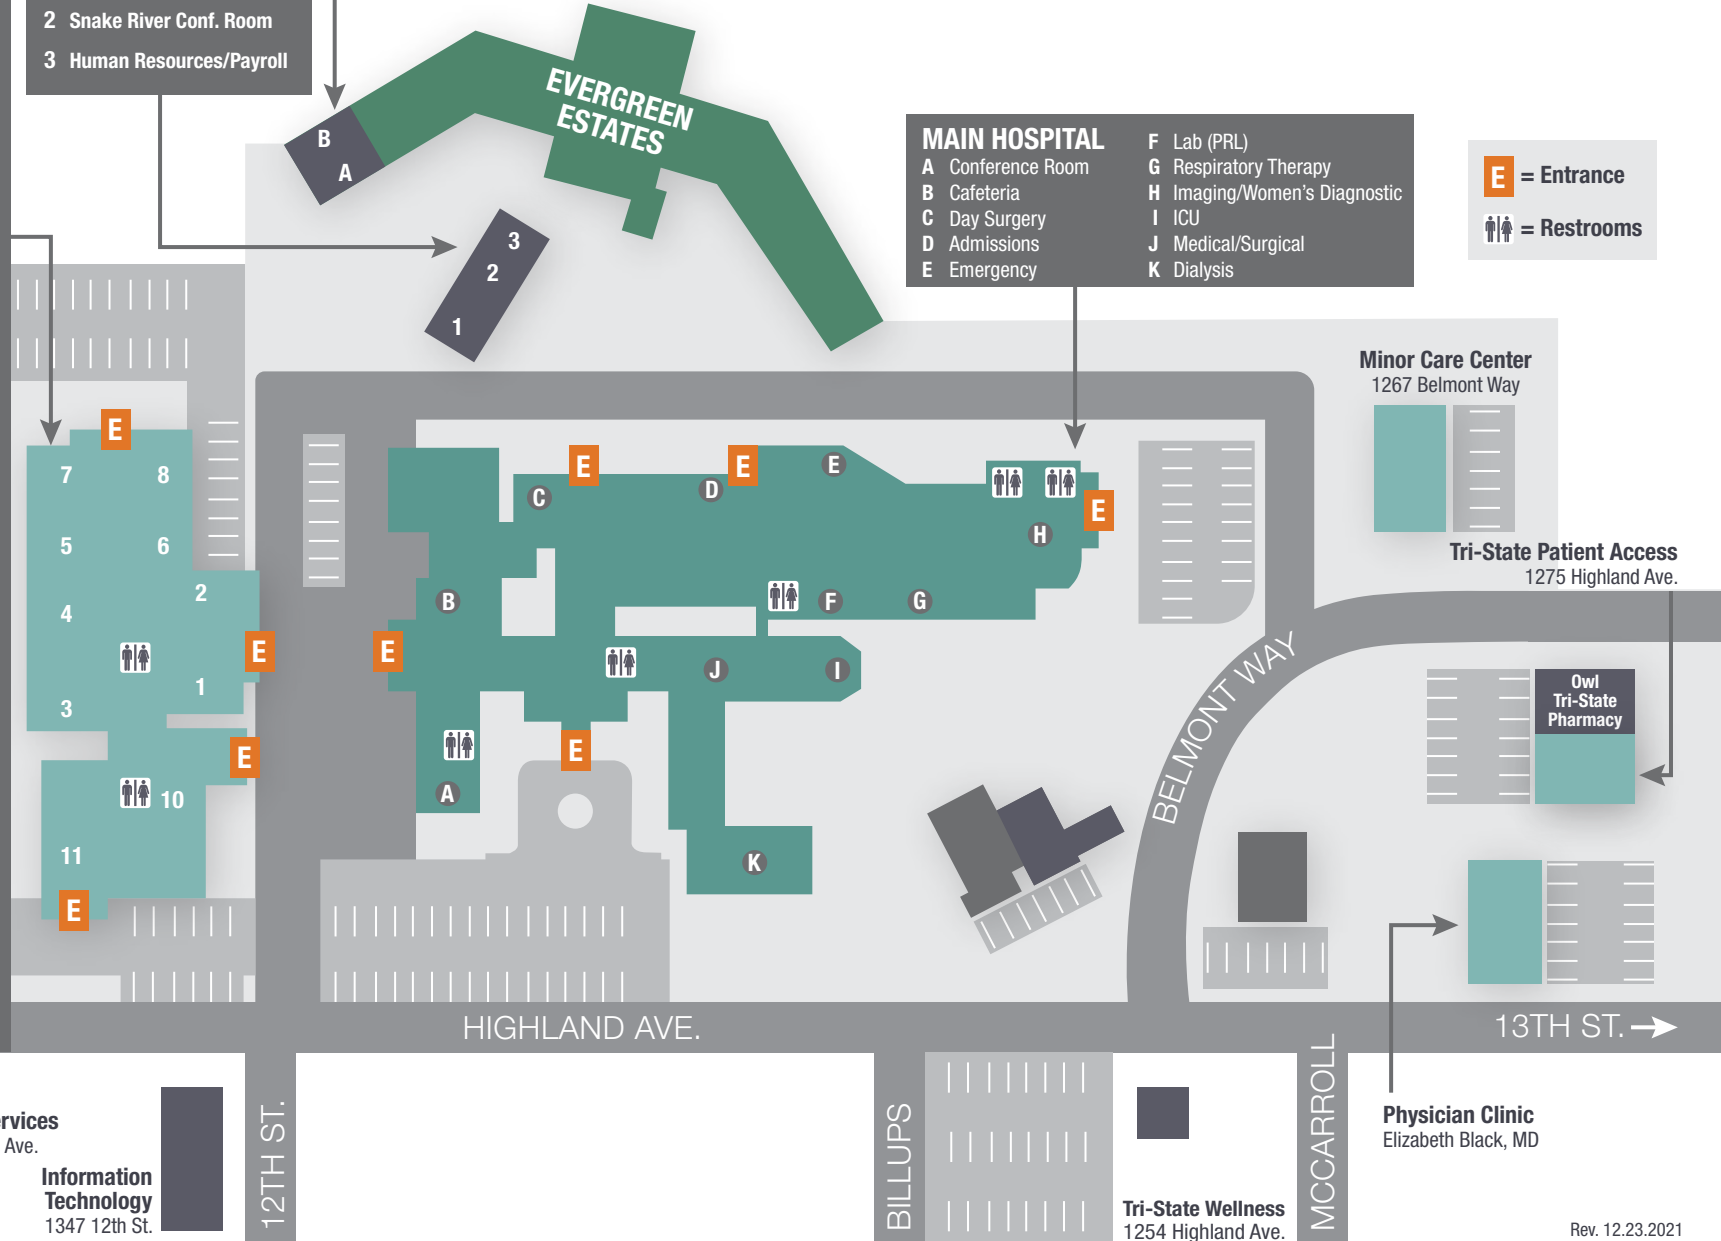 2 Snake River Conf. Room
3 Human Resources/Payroll
B
A
EVERGREEN
ESTATES
3
2
1
MAIN HOSPITAL
A Conference Room
B Cafeteria
C Day Surgery
D Admissions
E Emergency
F Lab (PRL)
G Respiratory Therapy
H Imaging/Women's Diagnostic
I ICU
J Medical/Surgical
K Dialysis
E = Entrance
= Restrooms
Minor Care Center
1267 Belmont Way
Tri-State Patient Access
1275 Highland Ave.
Owl
Tri-State
Pharmacy
E
7
8
5
6
2
4
E
1
3
E
10
11
E
E
E
E
C
D
E
H
B
F
G
E
J
I
E
A
K
E
BELMONT WAY
HIGHLAND AVE.
13TH ST.
12TH ST.
BILLUPS
MCCARROLL
rvices
Ave.
Information
Technology
1347 12th St.
Tri-State Wellness
1254 Highland Ave.
Physician Clinic
Elizabeth Black, MD
Rev. 12.23.2021